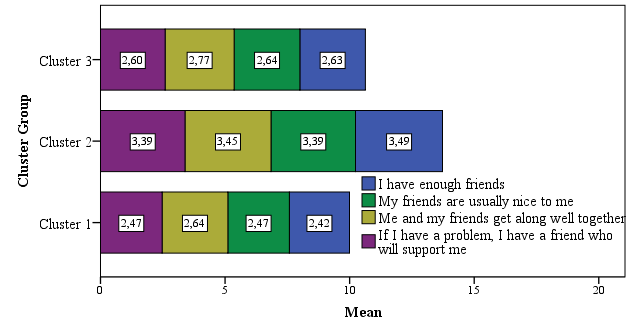 Cluster Group
Cluster 3
2,60 2,77 2,64 2,63
Cluster 2
3,39 3,45 3,39 3,49
Cluster 1
2,47 2,64 2,47 2,42
I have enough friends
My friends are usually nice to me
Me and my friends get along well together
If I have a problem, I have a friend who
will support me
0 5 10 15 20
Mean